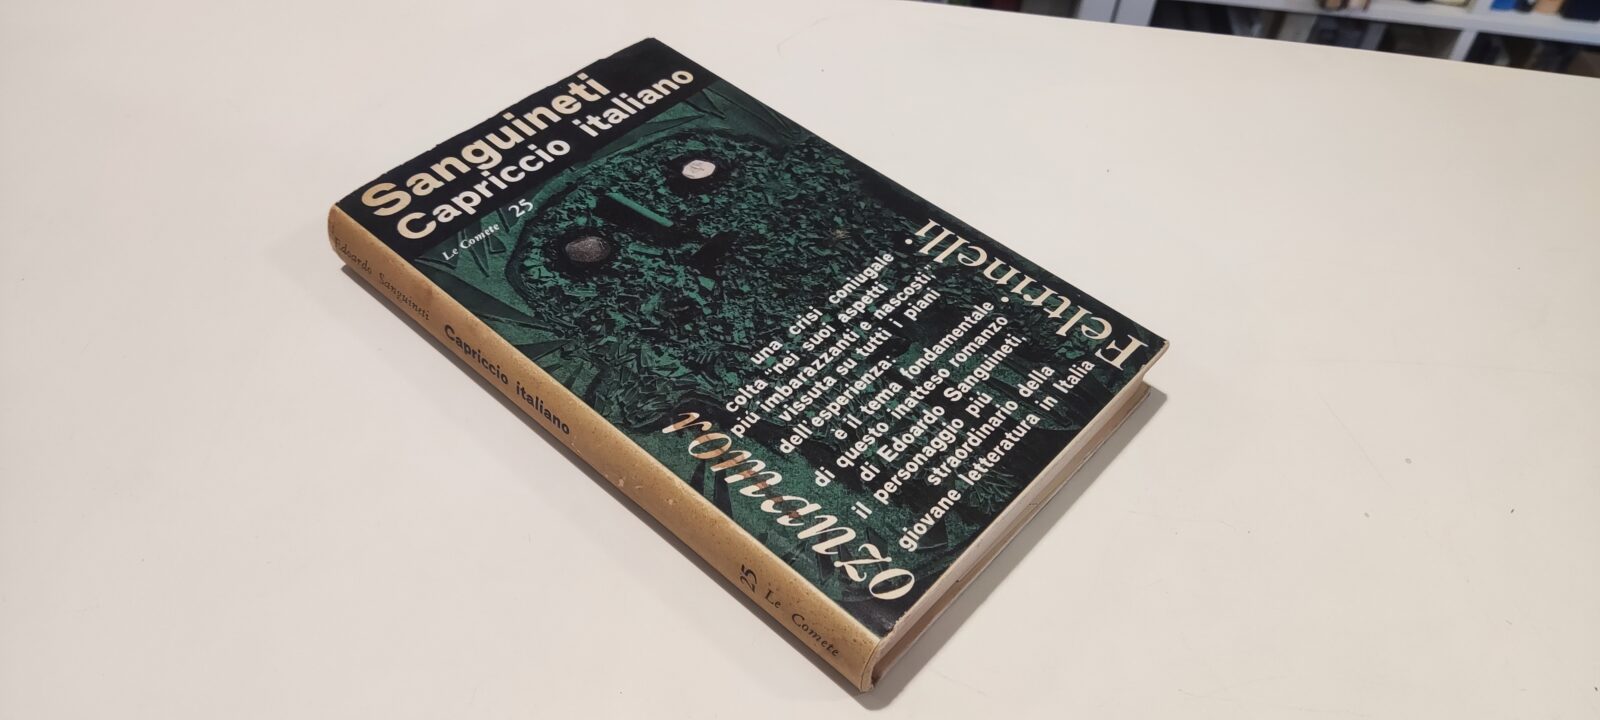 Sanguineti
Capriccio italiano
Le Comete 25
una crisi coniugale
colta "nei suoi aspetti
piú imbarazzanti e nascosti,"
vissuta su tutti i piani
dell'esperienza:
è il tema fondamentale
di questo inatteso romanzo
di Edoardo Sanguineti,
il personaggio piú
straordinario della
giovane letteratura in Italia
romanzo
Feltrinelli
Edoardo Sanguineti
Capriccio italiano
25 Le Comete